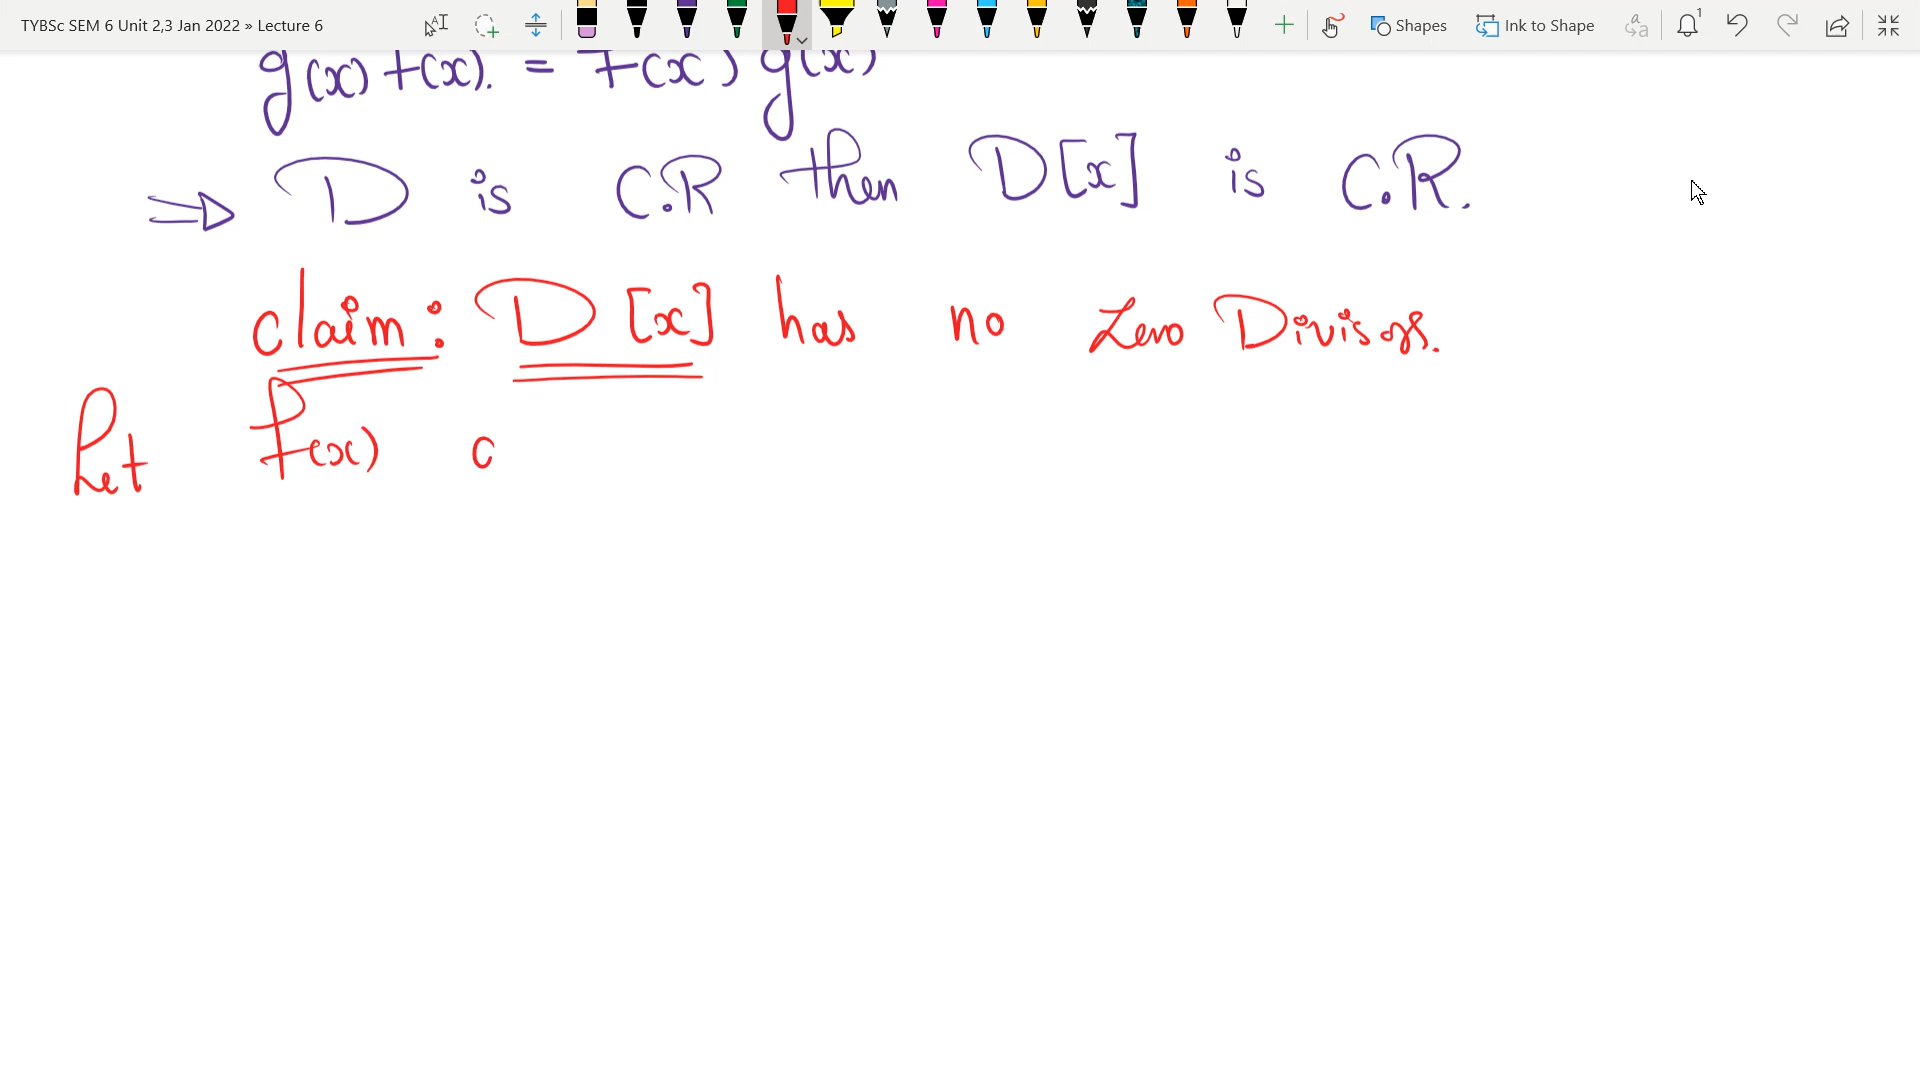 TYBSc SEM 6 Unit 2,3 Jan 2022 » Lecture 6
Shapes
Ink to Shape
1
g(x) f(x). = f(x) g(x)
⇒ D is C.R then D[x] is C.R.
claim: D[x] has no Zero Divisors.
Let f(x) a